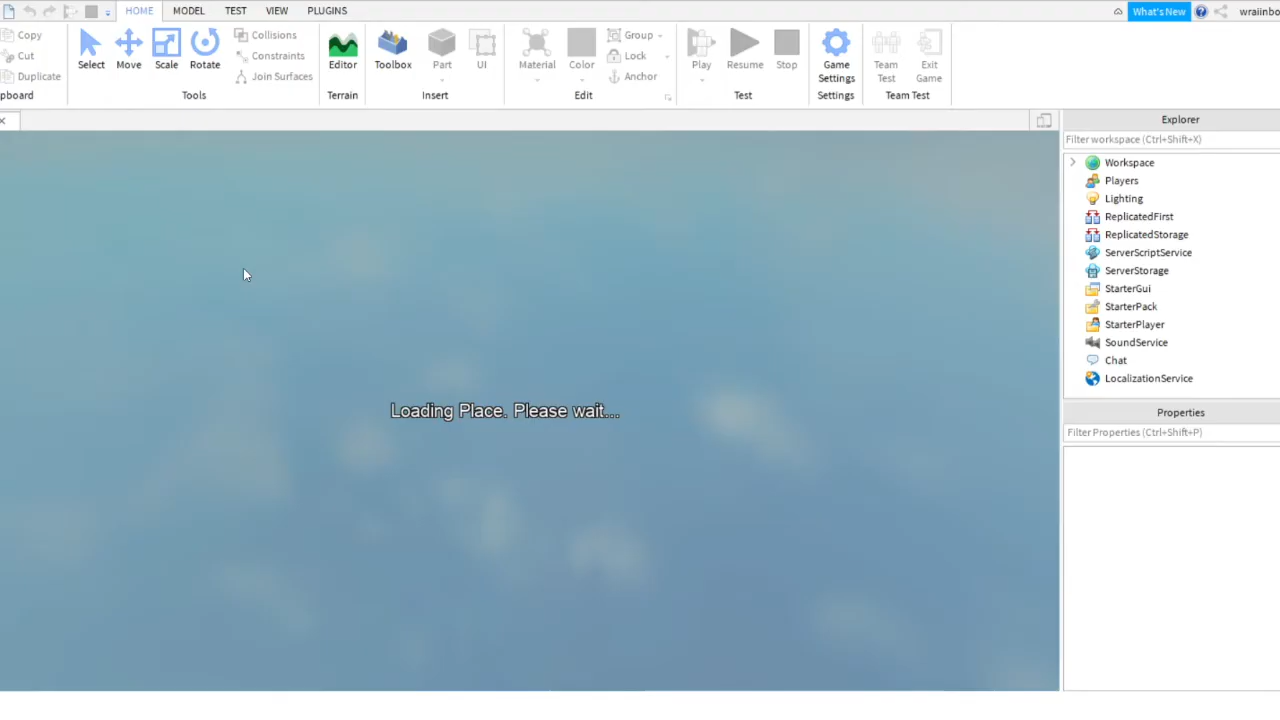 HOME MODEL TEST VIEW PLUGINS What's New wraiinbo
Copy
Cut
Duplicate
pboard
Select Move Scale Rotate
Collisions
Constraints
Join Surfaces
Tools
Editor
Terrain
Toolbox Part UI
Insert
Material Color
Group
Lock
Anchor
Edit
Play Resume Stop
Test
Game
Settings
Settings
Team
Test
Exit
Game
Team Test
Explorer
Filter workspace (Ctrl+Shift+X)
Workspace
Players
Lighting
ReplicatedFirst
ReplicatedStorage
ServerScriptService
ServerStorage
StarterGui
StarterPack
StarterPlayer
SoundService
Chat
LocalizationService
Properties
Filter Properties (Ctrl+Shift+P)
Loading Place. Please wait...